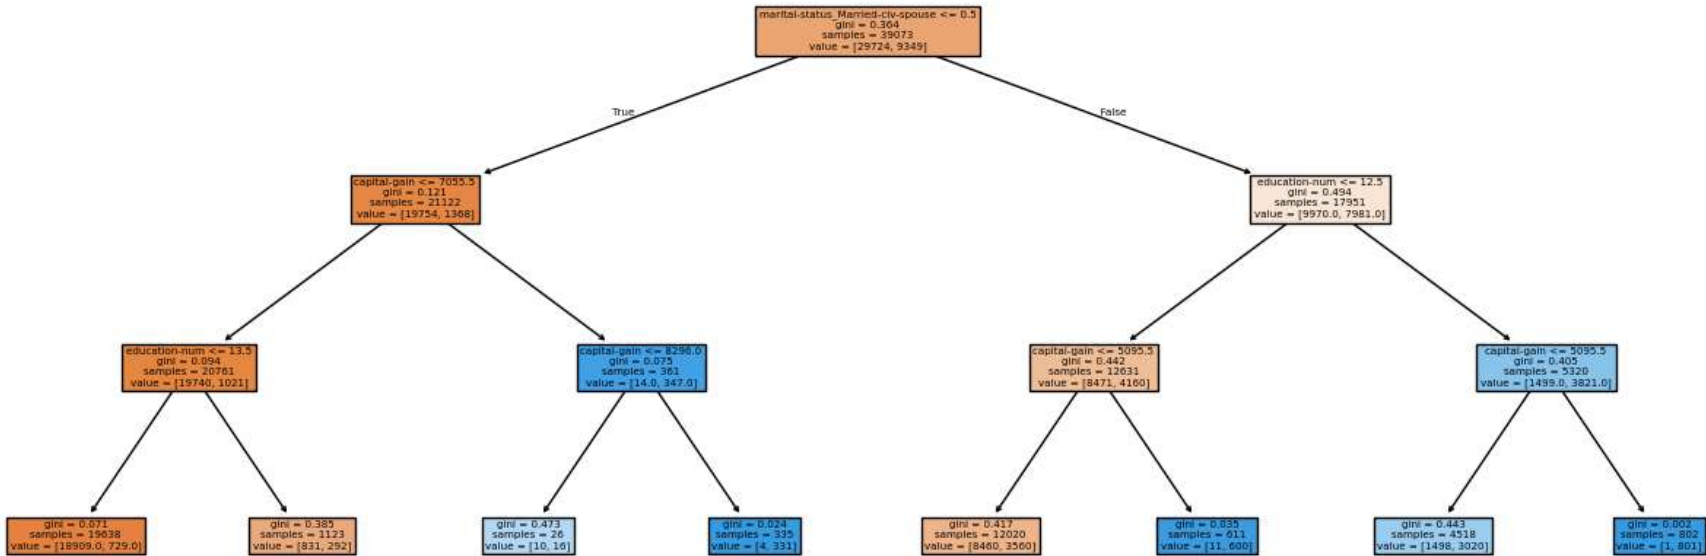 marital-status_Married-civ-spouse <= 0.5
gini = 0.364
samples = 39073
value = [29724, 9349]
True
False
capital-gain <= 7055.5
gini = 0.121
samples = 21122
value = [19754, 1368]
education-num <= 12.5
gini = 0.494
samples = 17951
value = [9970.0, 7981.0]
education-num <= 13.5
gini = 0.094
samples = 20761
value = [19740, 1021]
capital-gain <= 8296.0
gini = 0.075
samples = 361
value = [14.0, 347.0]
capital-gain <= 5095.5
gini = 0.442
samples = 12631
value = [8471, 4160]
capital-gain <= 5095.5
gini = 0.405
samples = 5320
value = [1499.0, 3821.0]
gini = 0.071
samples = 19638
value = [18909.0, 729.0]
gini = 0.385
samples = 1123
value = [831, 292]
gini = 0.473
samples = 26
value = [10, 16]
gini = 0.024
samples = 335
value = [4, 331]
gini = 0.417
samples = 12020
value = [8460, 3560]
gini = 0.035
samples = 611
value = [11, 600]
gini = 0.443
samples = 4518
value = [1498, 3020]
gini = 0.002
samples = 802
value = [1, 801]